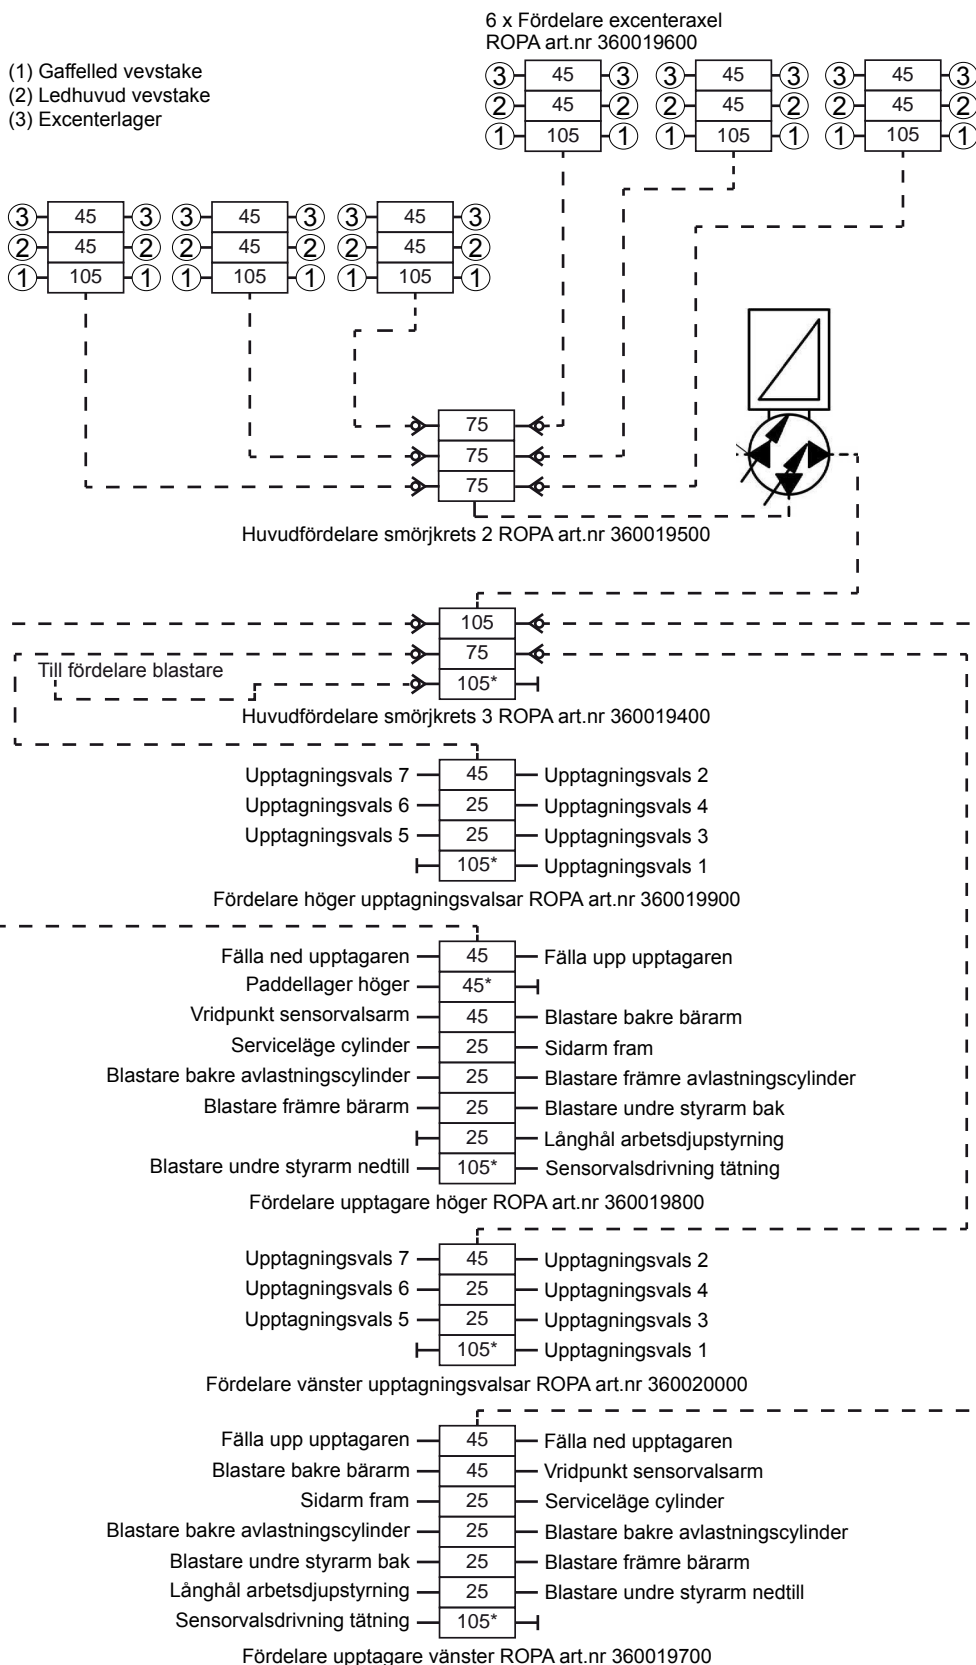 6 x Fördelare excenteraxel
ROPA art.nr 360019600
(1) Gaffelled vevstake
(2) Ledhuvud vevstake
(3) Excenterlager
3 45 3 3 45 3 3 45 3
2 45 2 2 45 2 2 45 2
1 105 1 1 105 1 1 105 1
3 45 3 3 45 3 3 45 3
2 45 2 2 45 2 2 45 2
1 105 1 1 105 1 1 105 1
75
75
75
Huvudfördelare smörjkrets 2 ROPA art.nr 360019500
105
75
Till fördelare blastare
105*
Huvudfördelare smörjkrets 3 ROPA art.nr 360019400
Upptagningsvals 7 45 Upptagningsvals 2
Upptagningsvals 6 25 Upptagningsvals 4
Upptagningsvals 5 25 Upptagningsvals 3
105* Upptagningsvals 1
Fördelare höger upptagningsvalsar ROPA art.nr 360019900
Fälla ned upptagaren 45 Fälla upp upptagaren
Paddellager höger 45*
Vridpunkt sensorvalsarm 45 Blastare bakre bärarm
Serviceläge cylinder 25 Sidarm fram
Blastare bakre avlastningscylinder 25 Blastare främre avlastningscylinder
Blastare främre bärarm 25 Blastare undre styrarm bak
25 Långhål arbetsdjupstyrning
Blastare undre styrarm nedtill 105* Sensorvalsdrivning tätning
Fördelare upptagare höger ROPA art.nr 360019800
Upptagningsvals 7 45 Upptagningsvals 2
Upptagningsvals 6 25 Upptagningsvals 4
Upptagningsvals 5 25 Upptagningsvals 3
105* Upptagningsvals 1
Fördelare vänster upptagningsvalsar ROPA art.nr 360020000
Fälla upp upptagaren 45 Fälla ned upptagaren
Blastare bakre bärarm 45 Vridpunkt sensorvalsarm
Sidarm fram 25 Serviceläge cylinder
Blastare bakre avlastningscylinder 25 Blastare bakre avlastningscylinder
Blastare undre styrarm bak 25 Blastare främre bärarm
Långhål arbetsdjupstyrning 25 Blastare undre styrarm nedtill
Sensorvalsdrivning tätning 105*
Fördelare upptagare vänster ROPA art.nr 360019700